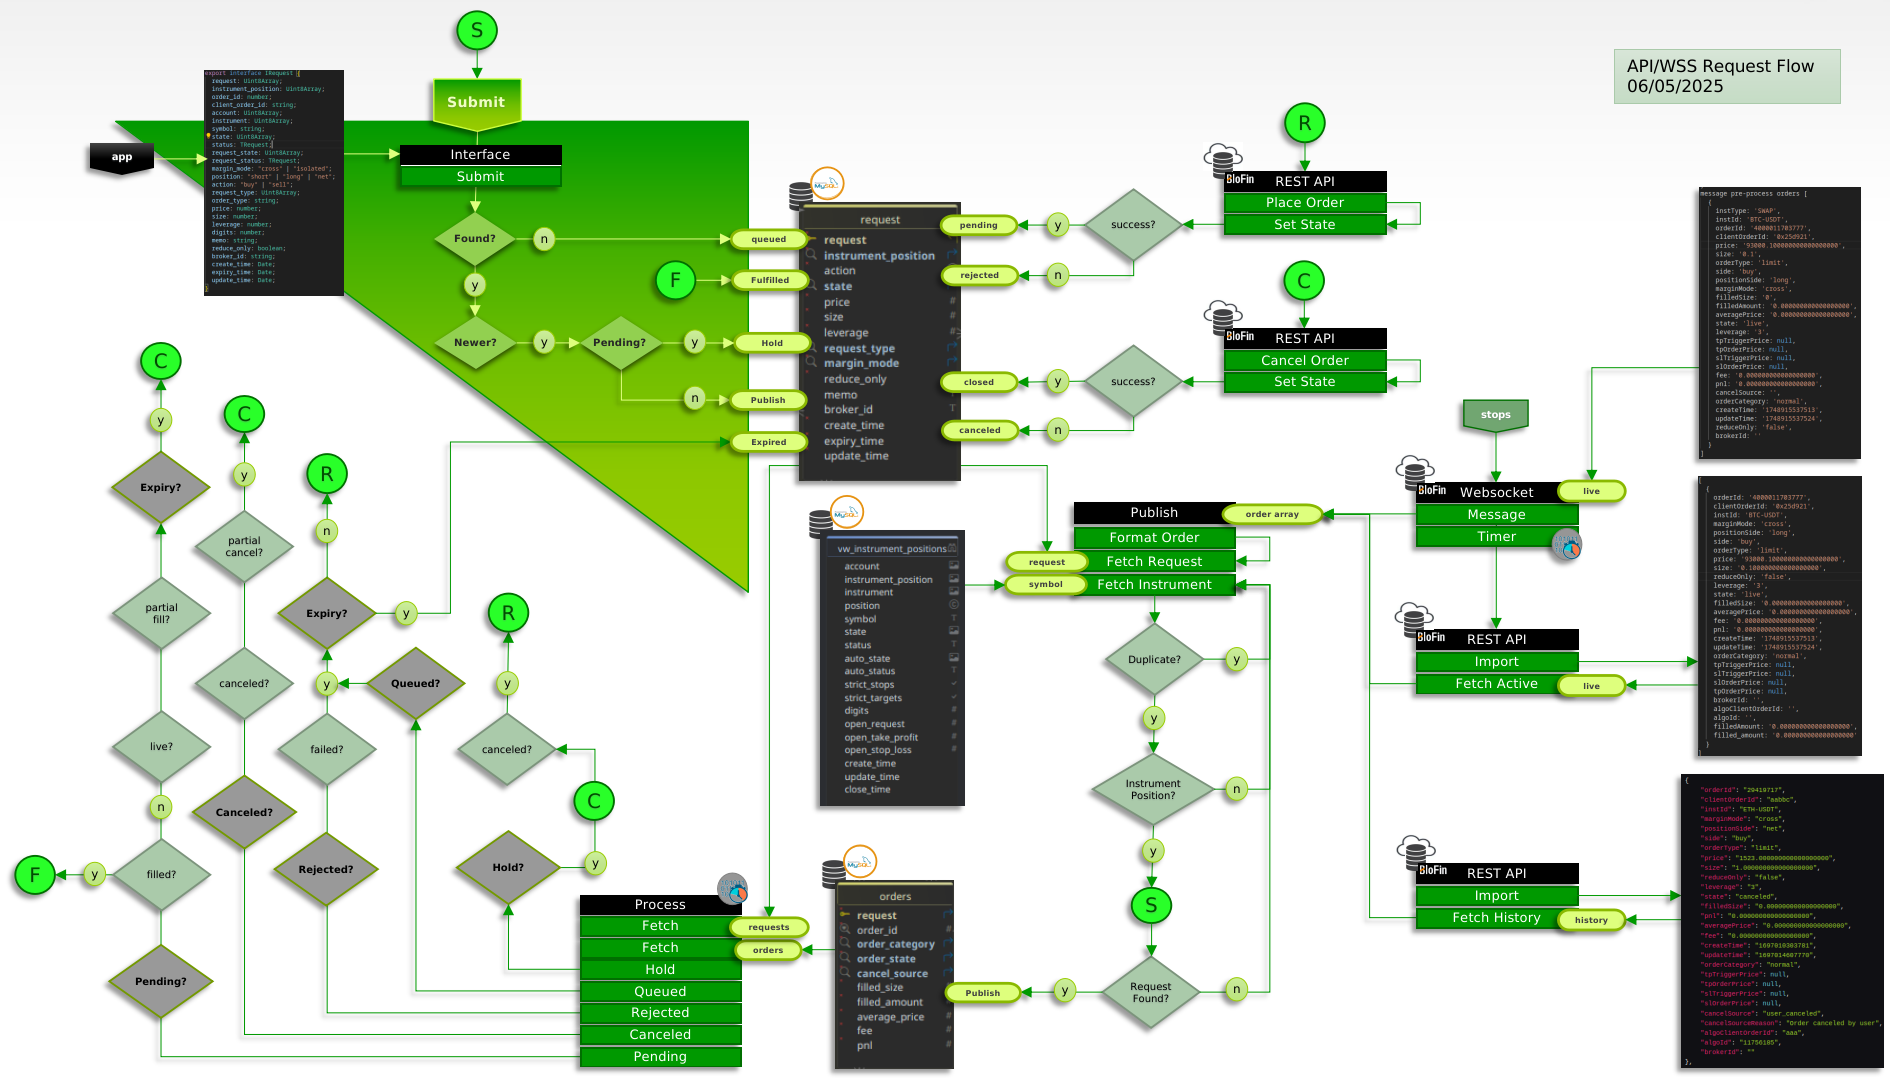 S
API/WSS Request Flow
06/05/2025
Submit
app
export interface IRequest {
request: Uint8Array;
instrument_position: Uint8Array;
order_id: number;
client_order_id: string;
account: Uint8Array;
instrument: Uint8Array;
symbol: string;
state: Uint8Array;
status: TRequest;
request_state: Uint8Array;
request_status: TRequest;
margin_mode: "cross" | "isolated";
position: "short" | "long" | "net";
action: "buy" | "sell";
request_type: Uint8Array;
order_type: string;
price: number;
size: number;
leverage: number;
digits: number;
memo: string;
reduce_only: boolean;
broker_id: string;
create_time: Date;
expiry_time: Date;
update_time: Date;
}
Interface
Submit
Found?
n
y
Newer?
y
Pending?
y
n
F
queued
Fulfilled
Hold
Publish
Expired
MySQL
request
request
instrument_position
action
state
price
size
leverage
request_type
margin_mode
reduce_only
memo
broker_id
create_time
expiry_time
update_time
pending
y
rejected
n
success?
closed
y
canceled
n
success?
R
BloFin
REST API
Place Order
Set State
C
BloFin
REST API
Cancel Order
Set State
message pre-process orders [
{
instType: 'SWAP',
instId: 'BTC-USDT',
orderId: '4000011703777',
clientOrderId: '0x25d921',
price: '93000.100000000000000000',
size: '0.1',
orderType: 'limit',
side: 'buy',
positionSide: 'long',
marginMode: 'cross',
filledSize: '0',
filledAmount: '0.000000000000000000',
averagePrice: '0.000000000000000000',
state: 'live',
leverage: '3',
tpTriggerPrice: null,
tpOrderPrice: null,
slTriggerPrice: null,
slOrderPrice: null,
fee: '0.000000000000000000',
pnl: '0.000000000000000000',
cancelSource: '',
orderCategory: 'normal',
createTime: '1748915537513',
updateTime: '1748915537524',
reduceOnly: 'false',
brokerId: ''
}
]
stops
BloFin
Websocket
Message
Timer
live
BloFin
REST API
Import
Fetch Active
live
{
orderId: '4000011703777',
clientOrderId: '0x25d921',
instId: 'BTC-USDT',
marginMode: 'cross',
positionSide: 'long',
side: 'buy',
orderType: 'limit',
price: '93000.100000000000000000',
size: '0.100000000000000000',
reduceOnly: 'false',
leverage: '3',
state: 'live',
filledSize: '0.000000000000000000',
averagePrice: '0.000000000000000000',
fee: '0.000000000000000000',
pnl: '0.000000000000000000',
createTime: '1748915537513',
updateTime: '1748915537524',
orderCategory: 'normal',
tpTriggerPrice: null,
slTriggerPrice: null,
slOrderPrice: null,
tpOrderPrice: null,
brokerId: '',
algoClientOrderId: '',
algoId: '',
filledAmount: '0.000000000000000000',
filled_amount: '0.000000000000000000'
}
]
BloFin
REST API
Import
Fetch History
history
{
"orderId": "29419717",
"clientOrderId": "aabbc",
"instId": "ETH-USDT",
"marginMode": "cross",
"positionSide": "net",
"side": "buy",
"orderType": "limit",
"price": "1523.000000000000000000",
"size": "1.000000000000000000",
"reduceOnly": "false",
"leverage": "3",
"state": "canceled",
"filledSize": "0.000000000000000000",
"pnl": "0.000000000000000000",
"averagePrice": "0.000000000000000000",
"fee": "0.000000000000000000",
"createTime": "1697010303781",
"updateTime": "1697014607770",
"orderCategory": "normal",
"tpTriggerPrice": null,
"tpOrderPrice": null,
"slTriggerPrice": null,
"slOrderPrice": null,
"cancelSource": "user_canceled",
"cancelSourceReason": "Order canceled by user",
"algoClientOrderId": "aaa",
"algoId": "11756185",
"brokerId": ""
},
MySQL
vw_instrument_positions
account
instrument_position
instrument
position
symbol
state
status
auto_state
auto_status
strict_stops
strict_targets
digits
open_request
open_take_profit
open_stop_loss
create_time
update_time
close_time
Publish
order array
Format Order
Fetch Request
request
Fetch Instrument
symbol
Duplicate?
y
y
Instrument
Position?
n
y
S
Request
Found?
n
y
Publish
MySQL
orders
request
order_id
order_category
order_state
cancel_source
filled_size
filled_amount
average_price
fee
pnl
Process
Fetch
requests
Fetch
orders
Hold
Queued
Rejected
Canceled
Pending
C
y
Expiry?
partial
fill?
live?
n
filled?
y
F
Pending?
C
y
partial
cancel?
canceled?
Canceled?
R
n
Expiry?
y
y
failed?
Rejected?
Queued?
R
y
canceled?
C
y
Hold?